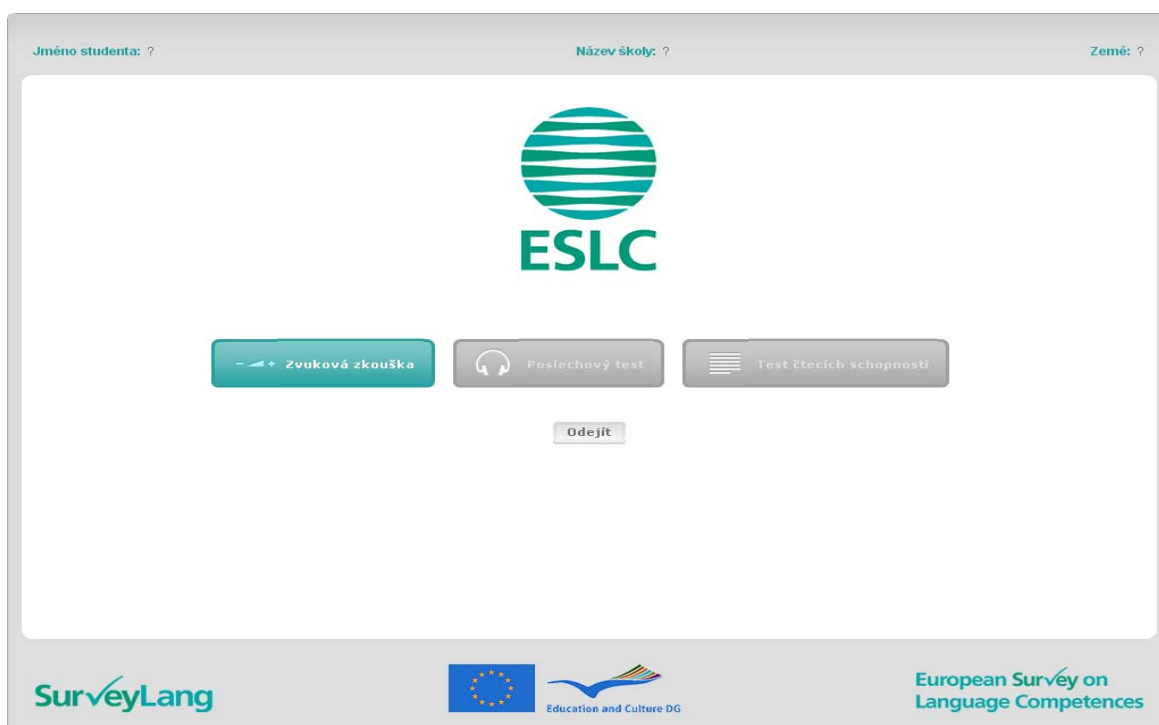 Jméno studenta: ?
Název školy: ?
Země: ?
ESLC
- + Zvuková zkouška
Poslechový test
Test čtecích schopností
Odejít
SurveyLang
Education and Culture DG
European Survey on
Language Competences